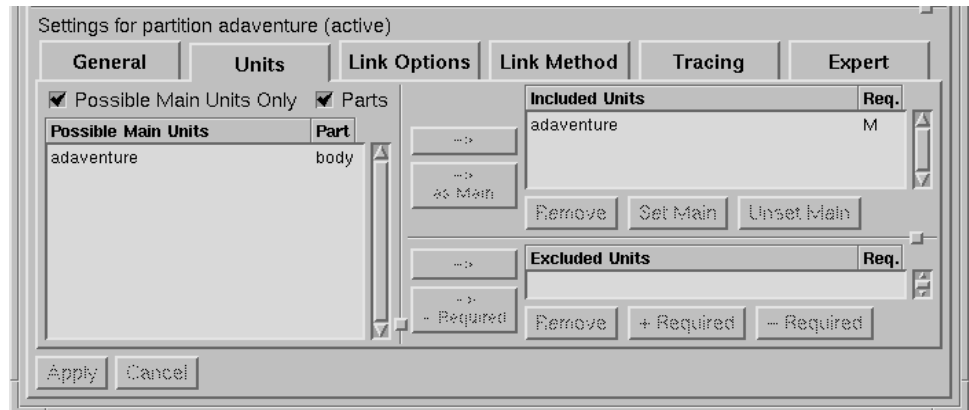 Settings for partition adaventure (active)
General Units Link Options Link Method Tracing Expert
Possible Main Units Only Parts
Possible Main Units Part
adaventure body
-->
-->
as Main
Included Units Req.
adaventure M
Remove Set Main Unset Main
-->
-->
- Required
Excluded Units Req.
Remove + Required - Required
Apply Cancel